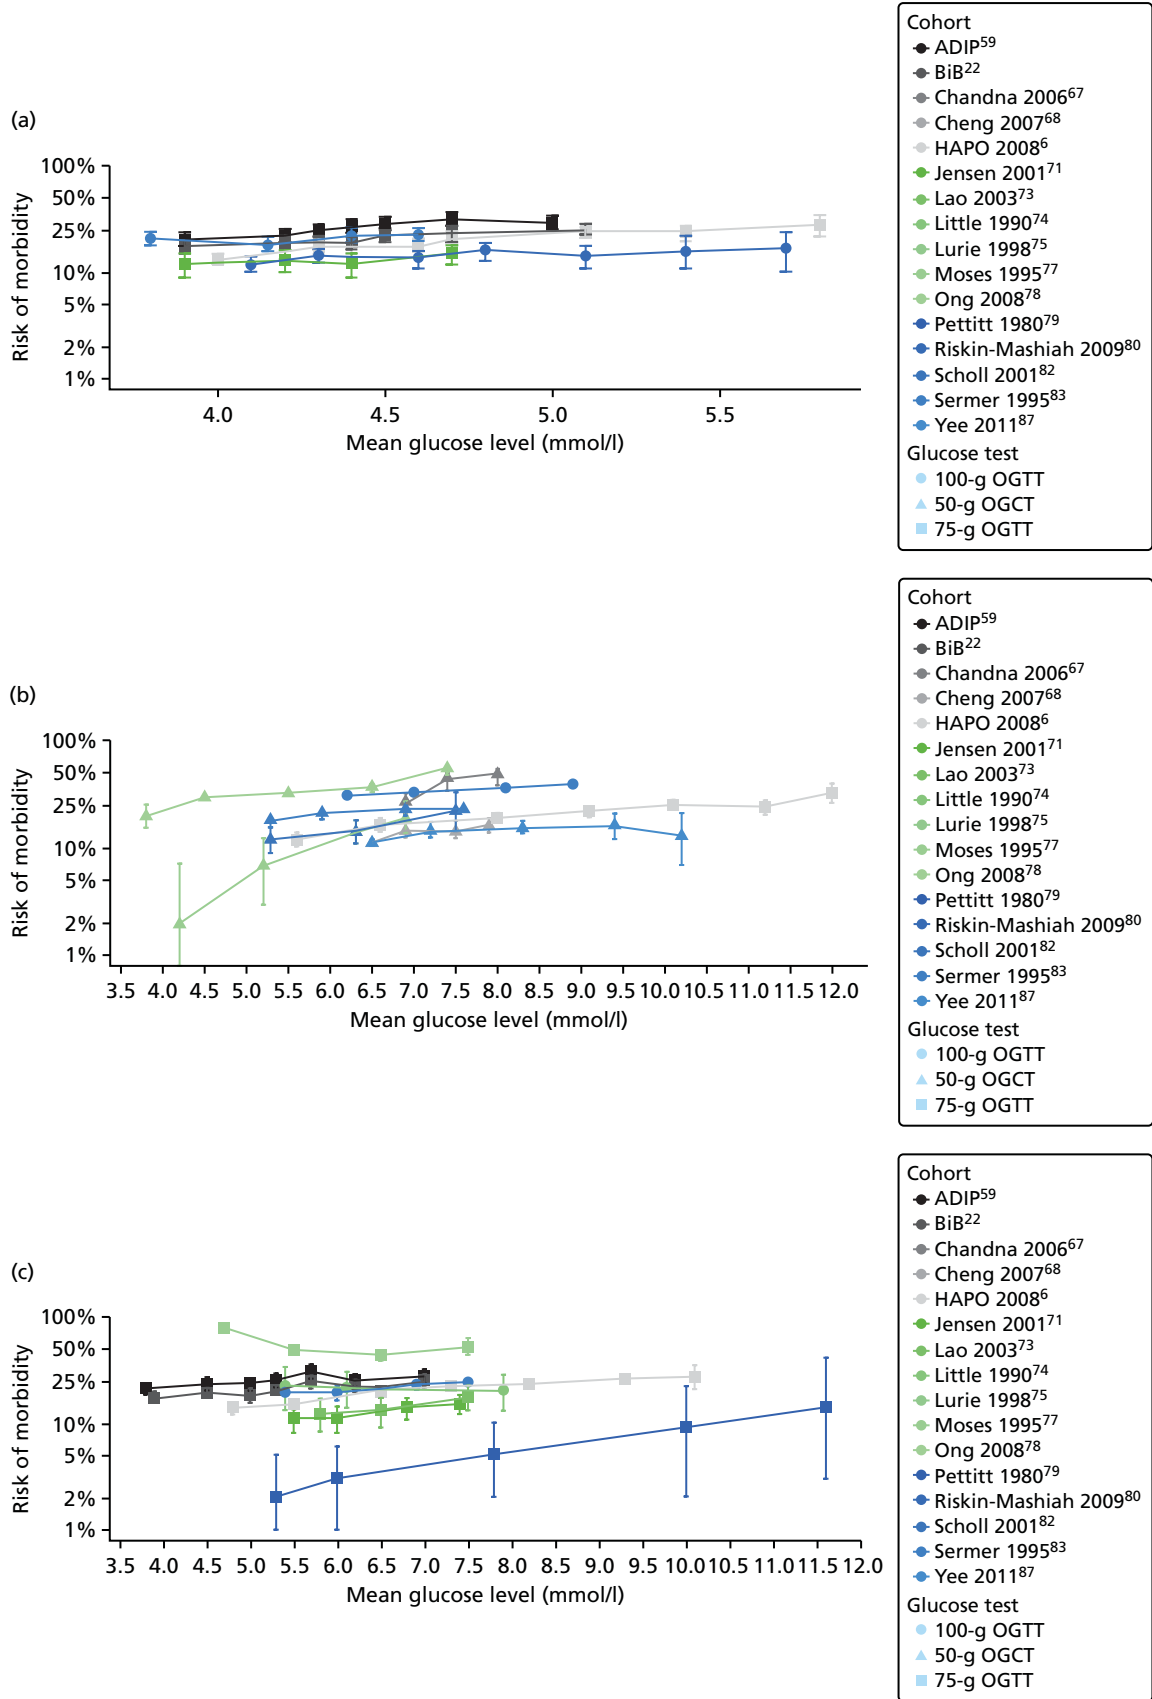 Cohort
ADIP59
BiB22
Chandna 200667
Cheng 200768
HAPO 20086
Jensen 200171
Lao 200373
Little 199074
Lurie 199875
Moses 199577
Ong 200878
Pettitt 198079
Riskin-Mashiah 200980
Scholl 200182
Sermer 199583
Yee 201187
Glucose test
100-g OGTT
50-g OGCT
75-g OGTT
(a)
Risk of morbidity
100%
50%
25%
10%
5%
2%
1%
4.0 4.5 5.0 5.5
Mean glucose level (mmol/l)
Cohort
ADIP59
BiB22
Chandna 200667
Cheng 200768
HAPO 20086
Jensen 200171
Lao 200373
Little 199074
Lurie 199875
Moses 199577
Ong 200878
Pettitt 198079
Riskin-Mashiah 200980
Scholl 200182
Sermer 199583
Yee 201187
Glucose test
100-g OGTT
50-g OGCT
75-g OGTT
(b)
Risk of morbidity
100%
50%
25%
10%
5%
2%
1%
3.5 4.0 4.5 5.0 5.5 6.0 6.5 7.0 7.5 8.0 8.5 9.0 9.5 10.0 10.5 11.0 11.5 12.0
Mean glucose level (mmol/l)
Cohort
ADIP59
BiB22
Chandna 200667
Cheng 200768
HAPO 20086
Jensen 200171
Lao 200373
Little 199074
Lurie 199875
Moses 199577
Ong 200878
Pettitt 198079
Riskin-Mashiah 200980
Scholl 200182
Sermer 199583
Yee 201187
Glucose test
100-g OGTT
50-g OGCT
75-g OGTT
(c)
Risk of morbidity
100%
50%
25%
10%
5%
2%
1%
3.5 4.0 4.5 5.0 5.5 6.0 6.5 7.0 7.5 8.0 8.5 9.0 9.5 10.0 10.5 11.0 11.5 12.0
Mean glucose level (mmol/l)